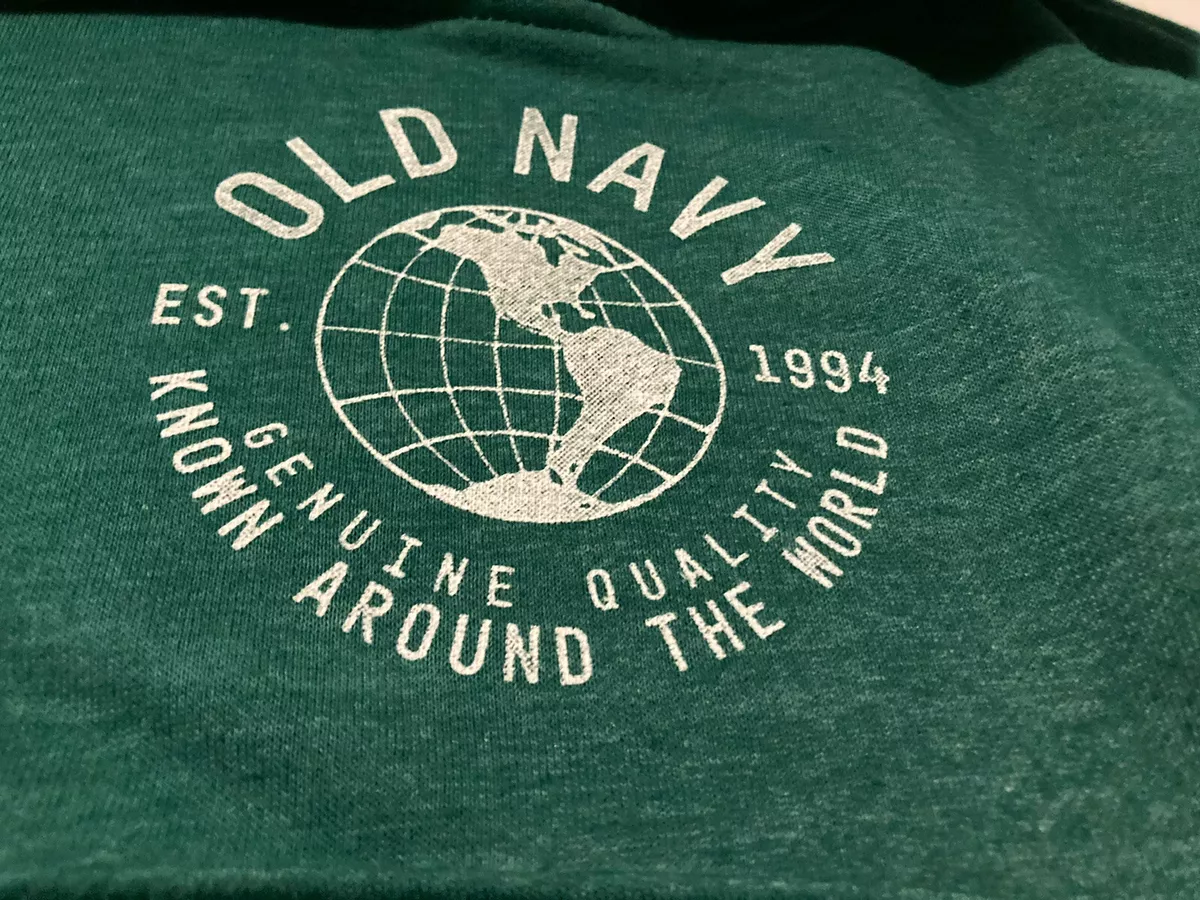 OLD NAVY
EST. 1994
GENUINE QUALITY
KNOWN AROUND THE WORLD